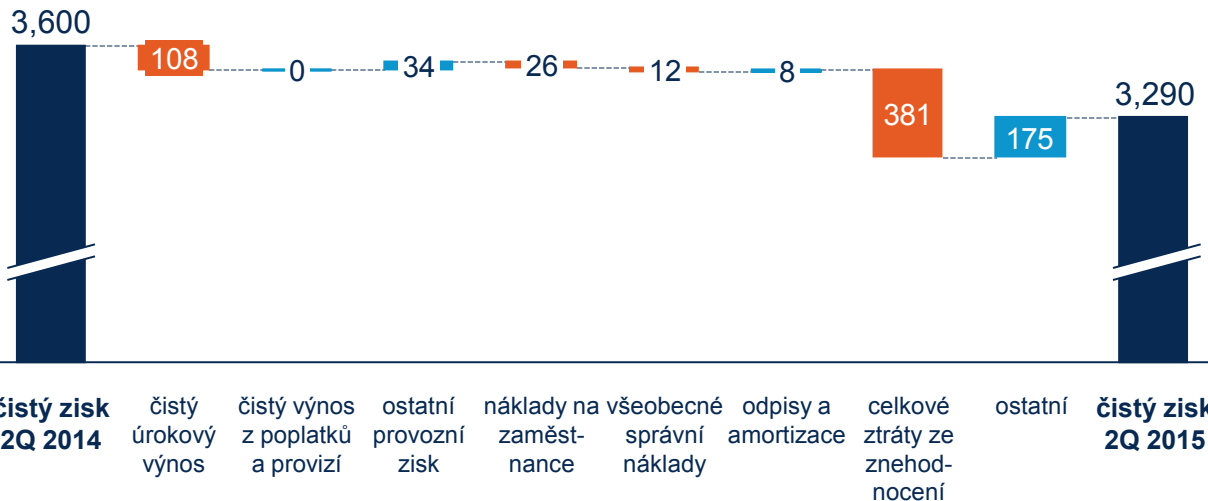 3,600
108
0
34
26
12
8
381
175
3,290
čistý zisk
2Q 2014
čistý
úrokový
výnos
čistý výnos
z poplatků
a provizí
ostatní
provozní
zisk
náklady na
zaměst-
nance
všeobecné
správní
náklady
odpisy a
amortizace
celkové
ztráty ze
znehod-
nocení
ostatní
čistý zisk
2Q 2015